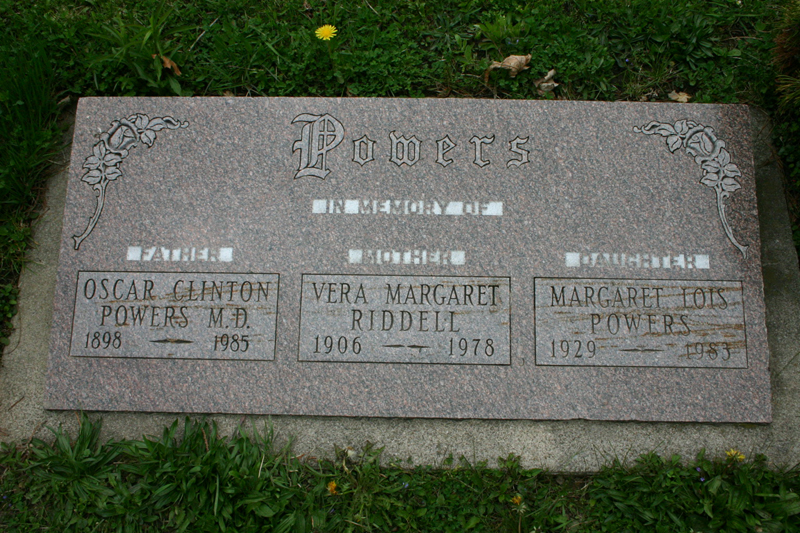 Powers
IN MEMORY OF
FATHER MOTHER DAUGHTER
OSCAR CLINTON
POWERS M.D.
1898 — 1985
VERA MARGARET
RIDDELL
1906 — 1978
MARGARET LOIS
POWERS
1929 — 1983